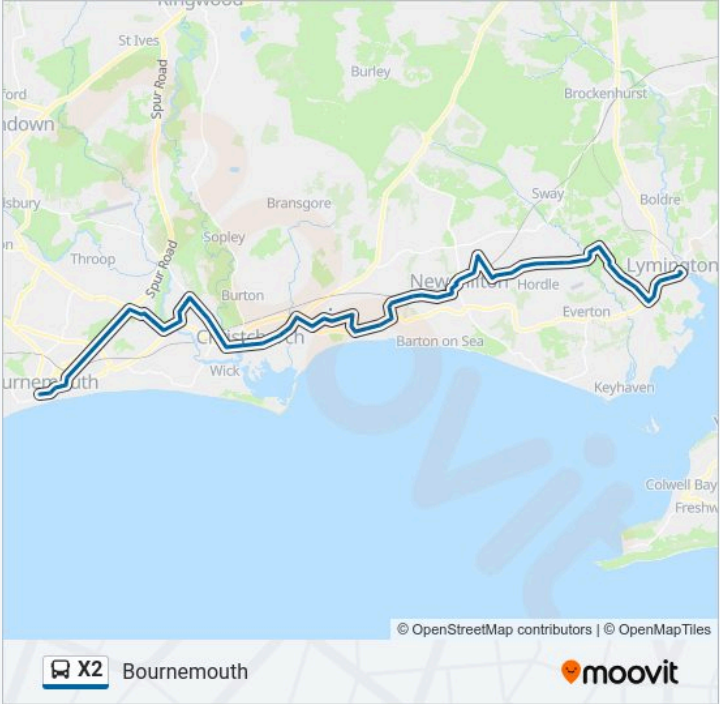 Ringwood
St Ives
Burley
ford
Brockenhurst
ndown
Spur Road
Sway
Boldre
lsbury
Bransgore
Sopley
Throop
Spur Road
Lymington
Burton
New Milton
Hordle
Everton
Christchurch
Barton on Sea
Wick
urnemouth
Keyhaven
Colwell Bay
Freshw
moovit
© OpenStreetMap contributors | © OpenMapTiles
X2 Bournemouth
moovit